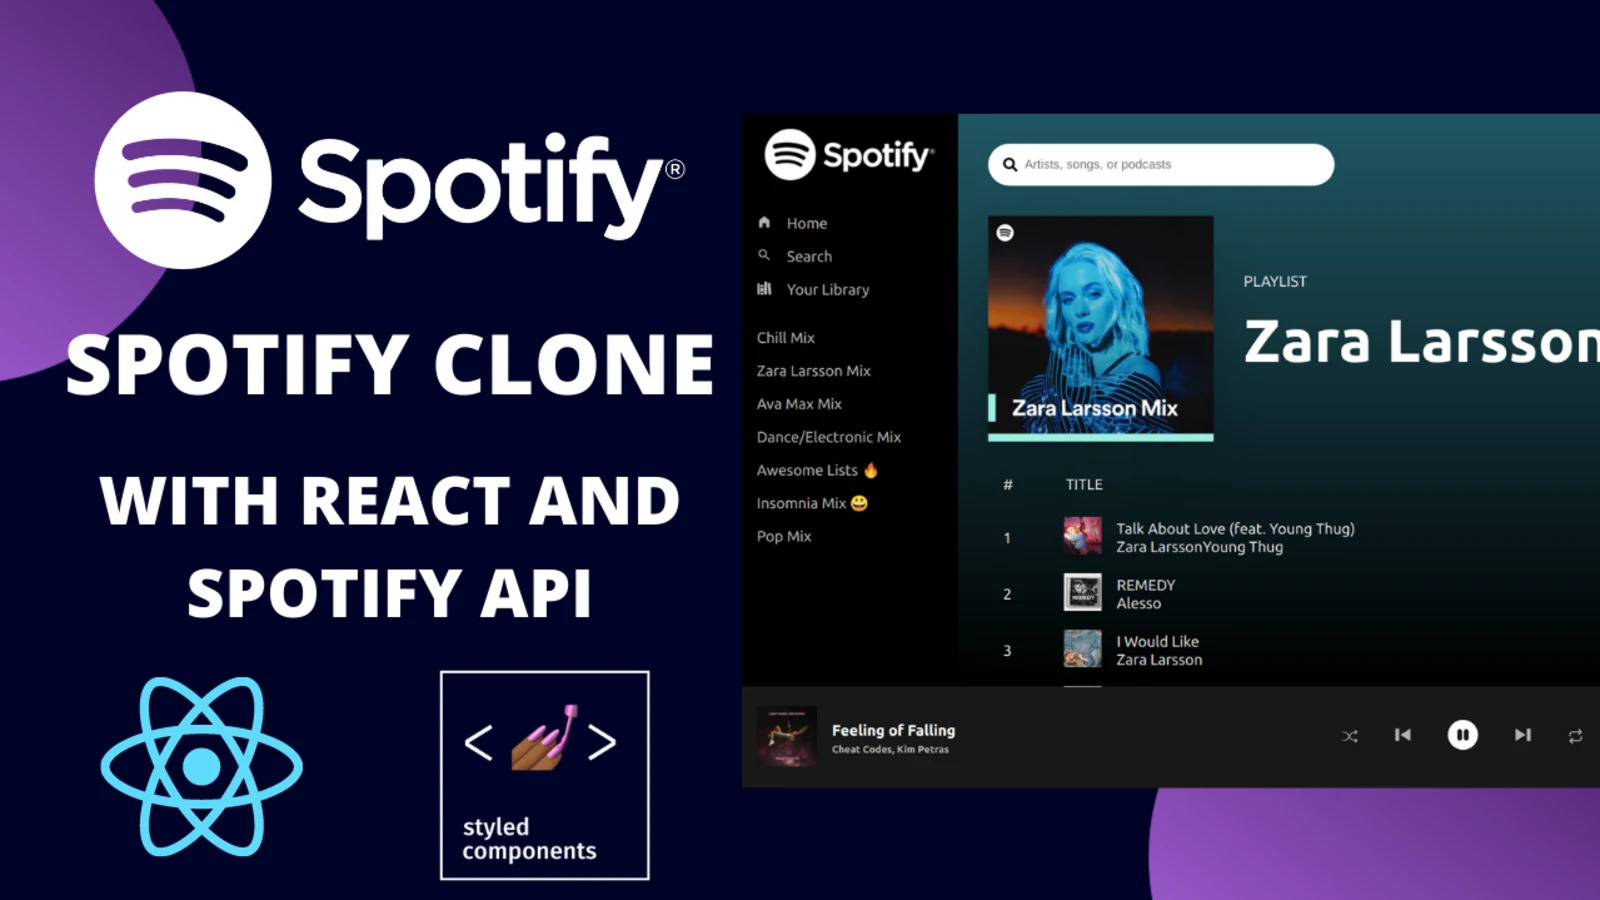 Spotify®
SPOTIFY CLONE
WITH REACT AND
SPOTIFY API
< >
styled
components
Spotify®
Home
Search
Your Library
Chill Mix
Zara Larsson Mix
Ava Max Mix
Dance/Electronic Mix
Awesome Lists 🔥
Insomnia Mix 😀
Pop Mix
Artists, songs, or podcasts
Zara Larsson Mix
PLAYLIST
Zara Larsson
# TITLE
1
Talk About Love (feat. Young Thug)
Zara LarssonYoung Thug
2
REMEDY
Alesso
3
I Would Like
Zara Larsson
Feeling of Falling
Cheat Codes, Kim Petras